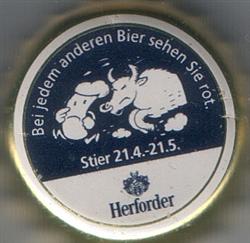 Bei jedem anderen Bier sehen Sie rot.
Stier 21.4.-21.5.
Herforder